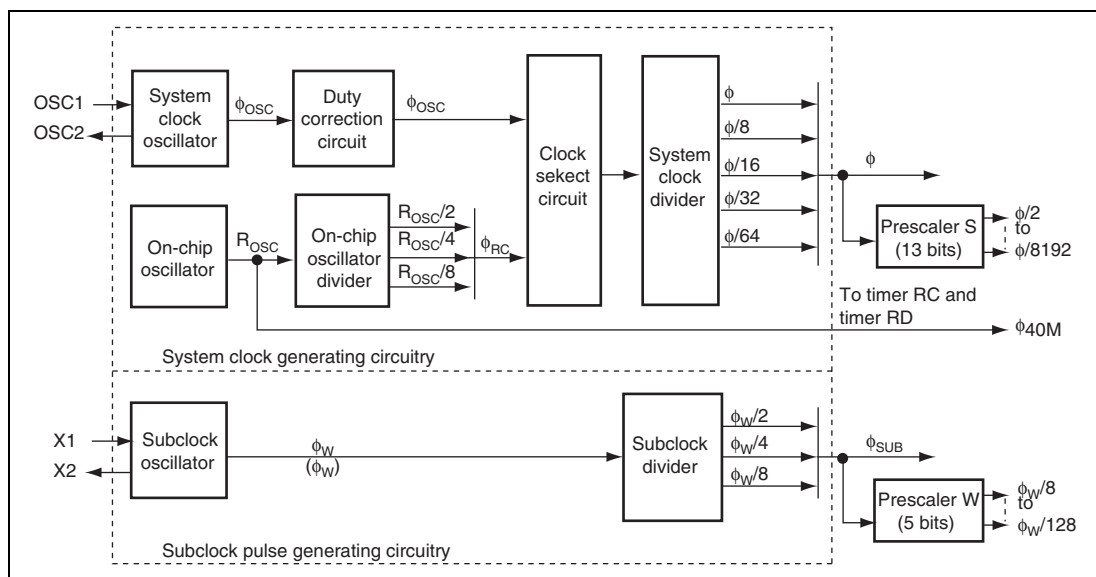 OSC1
OSC2
System
clock
oscillator
ϕOSC
Duty
correction
circuit
ϕOSC
Clock
sekect
circuit
System
clock
divider
ϕ
ϕ/8
ϕ/16
ϕ/32
ϕ/64
ϕ
Prescaler S
(13 bits)
ϕ/2
to
ϕ/8192
On-chip
oscillator
ROSC
On-chip
oscillator
divider
ROSC/2
ROSC/4
ROSC/8
ϕRC
To timer RC and
timer RD
ϕ40M
System clock generating circuitry
X1
X2
Subclock
oscillator
ϕW
(ϕW)
Subclock
divider
ϕW/2
ϕW/4
ϕW/8
ϕSUB
Prescaler W
(5 bits)
ϕW/8
to
ϕW/128
Subclock pulse generating circuitry